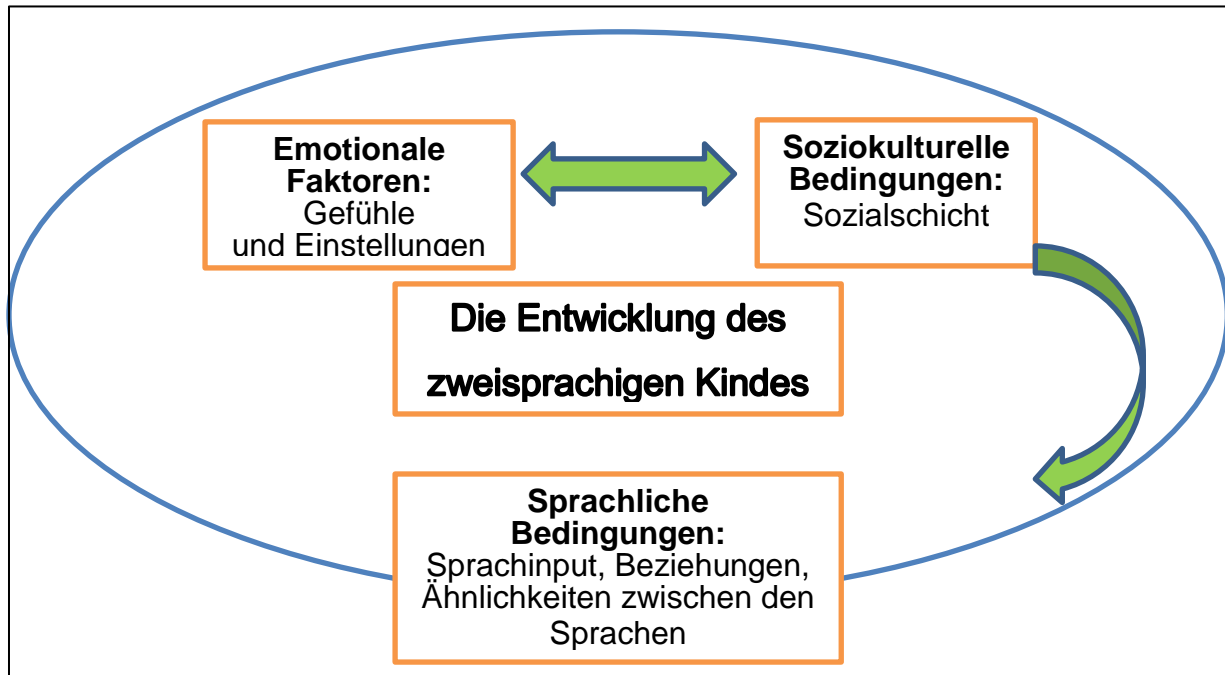 Emotionale
Faktoren:
Gefühle
und Einstellungen
Soziokulturelle
Bedingungen:
Sozialschicht
Die Entwicklung des
zweisprachigen Kindes
Sprachliche
Bedingungen:
Sprachinput, Beziehungen,
Ähnlichkeiten zwischen den
Sprachen